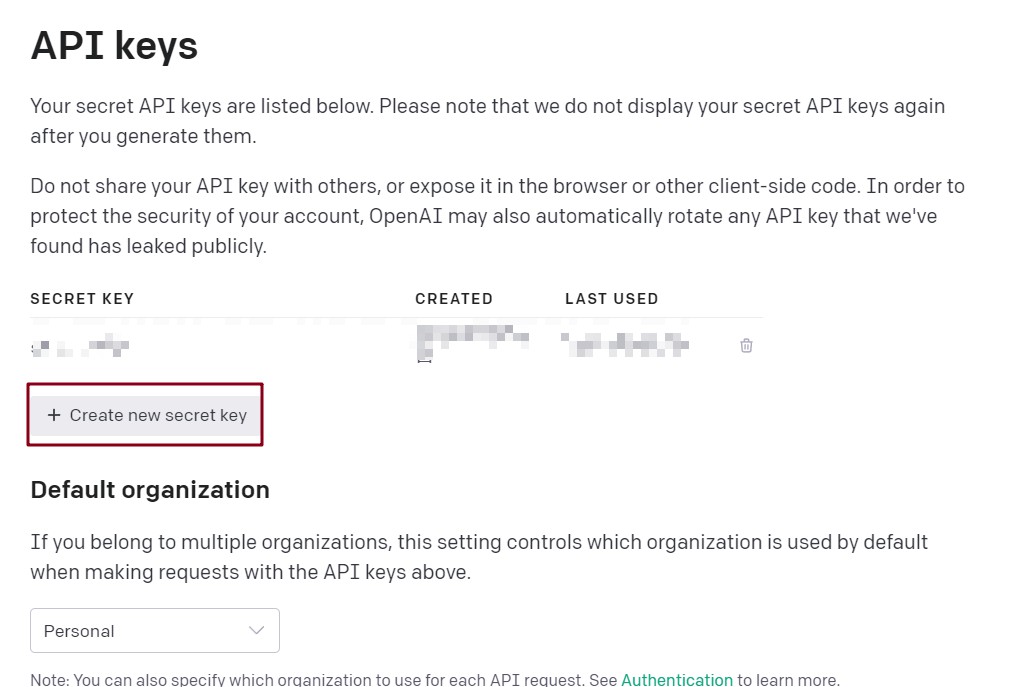 API keys
Your secret API keys are listed below. Please note that we do not display your secret API keys again
after you generate them.
Do not share your API key with others, or expose it in the browser or other client-side code. In order to
protect the security of your account, OpenAI may also automatically rotate any API key that we've
found has leaked publicly.
SECRET KEY CREATED LAST USED
+ Create new secret key
Default organization
If you belong to multiple organizations, this setting controls which organization is used by default
when making requests with the API keys above.
Personal
Note: You can also specify which organization to use for each API request. See Authentication to learn more.